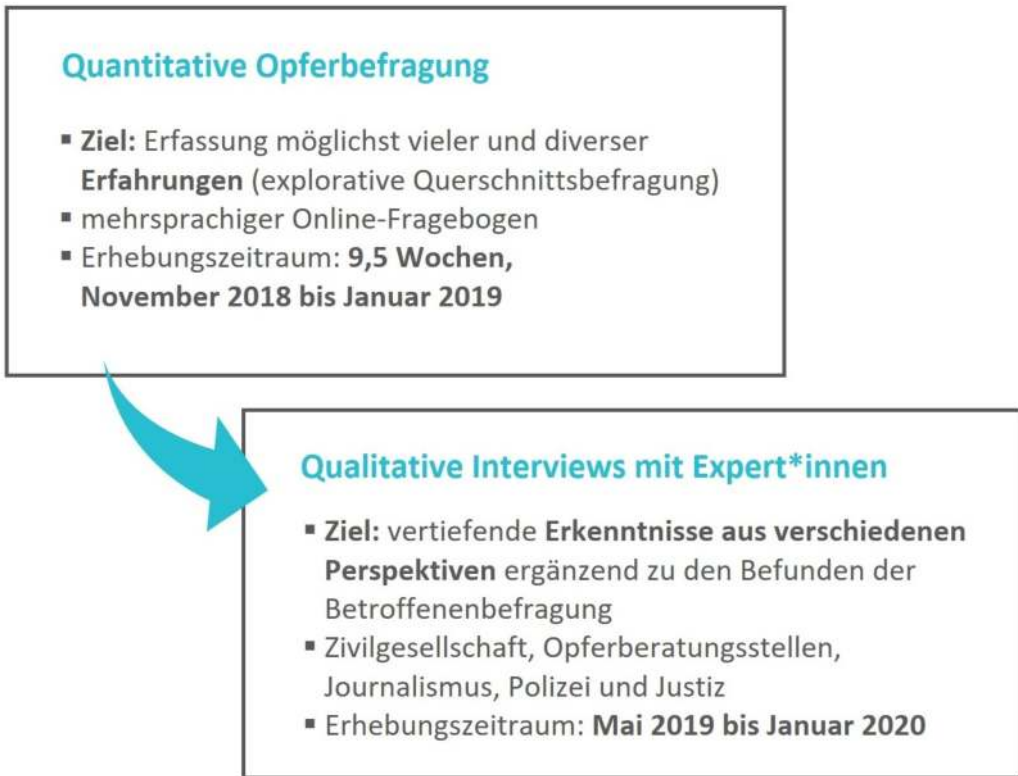 Quantitative Opferbefragung
▪ Ziel: Erfassung möglichst vieler und diverser
Erfahrungen (explorative Querschnittsbefragung)
▪ mehrsprachiger Online-Fragebogen
▪ Erhebungszeitraum: 9,5 Wochen,
November 2018 bis Januar 2019
Qualitative Interviews mit Expert*innen
▪ Ziel: vertiefende Erkenntnisse aus verschiedenen
Perspektiven ergänzend zu den Befunden der
Betroffenenbefragung
▪ Zivilgesellschaft, Opferberatungsstellen,
Journalismus, Polizei und Justiz
▪ Erhebungszeitraum: Mai 2019 bis Januar 2020